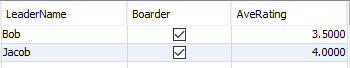 LeaderName Boarder AveRating
Bob 3.5000
Jacob 4.0000